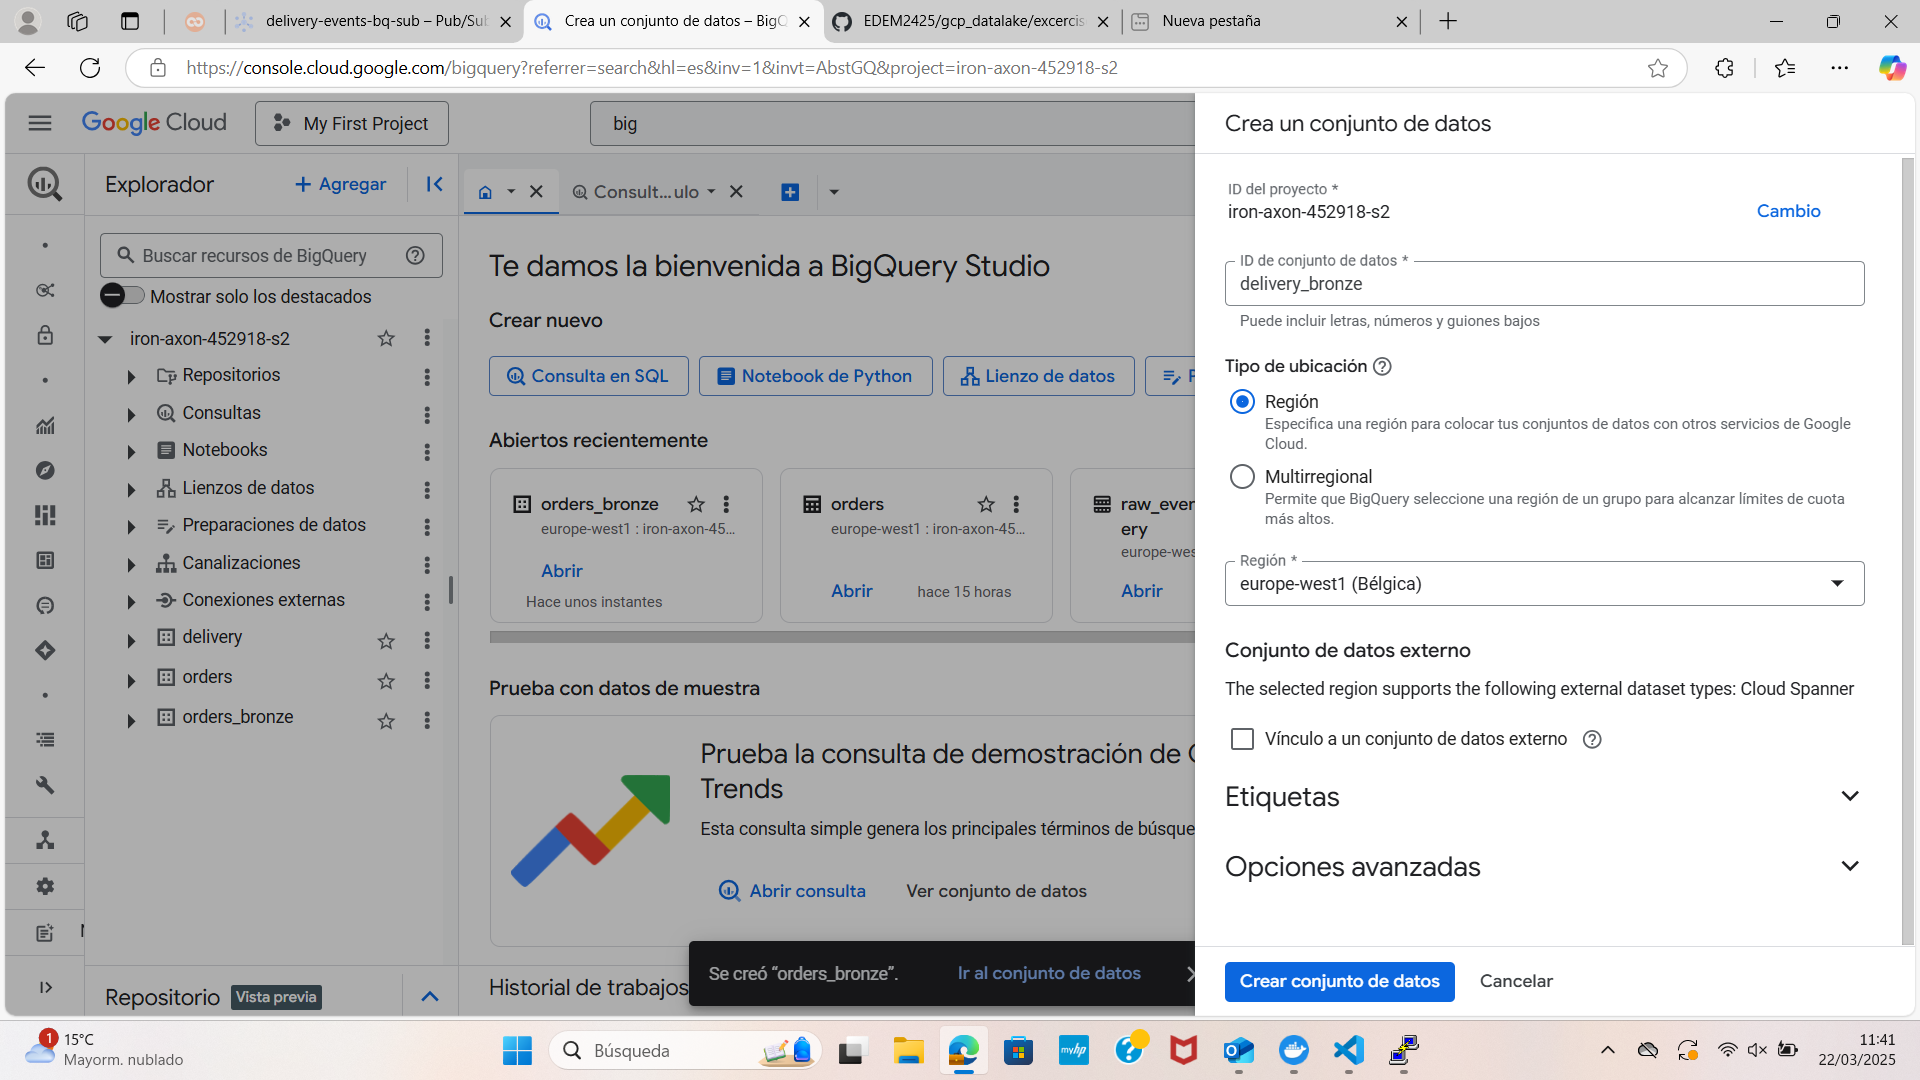 delivery-events-bq-sub – Pub/Sub
Crea un conjunto de datos – BigQ
EDEM2425/gcp_datalake/excercis
Nueva pestaña
https://console.cloud.google.com/bigquery?referrer=search&hl=es&inv=1&invt=AbstGQ&project=iron-axon-452918-s2
Google Cloud
My First Project
big
Explorador
Agregar
Buscar recursos de BigQuery
Mostrar solo los destacados
iron-axon-452918-s2
Repositorios
Consultas
Notebooks
Lienzos de datos
Preparaciones de datos
Canalizaciones
Conexiones externas
delivery
orders
orders_bronze
Repositorio
Vista previa
Consult...ulo
Te damos la bienvenida a BigQuery Studio
Crear nuevo
Consulta en SQL
Notebook de Python
Lienzo de datos
Abiertos recientemente
orders_bronze
europe-west1 : iron-axon-45...
Abrir
Hace unos instantes
orders
europe-west1 : iron-axon-45...
Abrir
hace 15 horas
raw_ever
ery
europe-wes
Abrir
Prueba con datos de muestra
Prueba la consulta de demostración de G
Trends
Esta consulta simple genera los principales términos de búsque
Abrir consulta
Ver conjunto de datos
Historial de trabajos
Se creó “orders_bronze”.
Ir al conjunto de datos
Crea un conjunto de datos
ID del proyecto *
iron-axon-452918-s2
Cambio
ID de conjunto de datos *
delivery_bronze
Puede incluir letras, números y guiones bajos
Tipo de ubicación
Región
Especifica una región para colocar tus conjuntos de datos con otros servicios de Google
Cloud.
Multirregional
Permite que BigQuery seleccione una región de un grupo para alcanzar límites de cuota
más altos.
Región *
europe-west1 (Bélgica)
Conjunto de datos externo
The selected region supports the following external dataset types: Cloud Spanner
Vínculo a un conjunto de datos externo
Etiquetas
Opciones avanzadas
Crear conjunto de datos
Cancelar
1
15°C
Mayorm. nublado
Búsqueda
myhp
11:41
22/03/2025